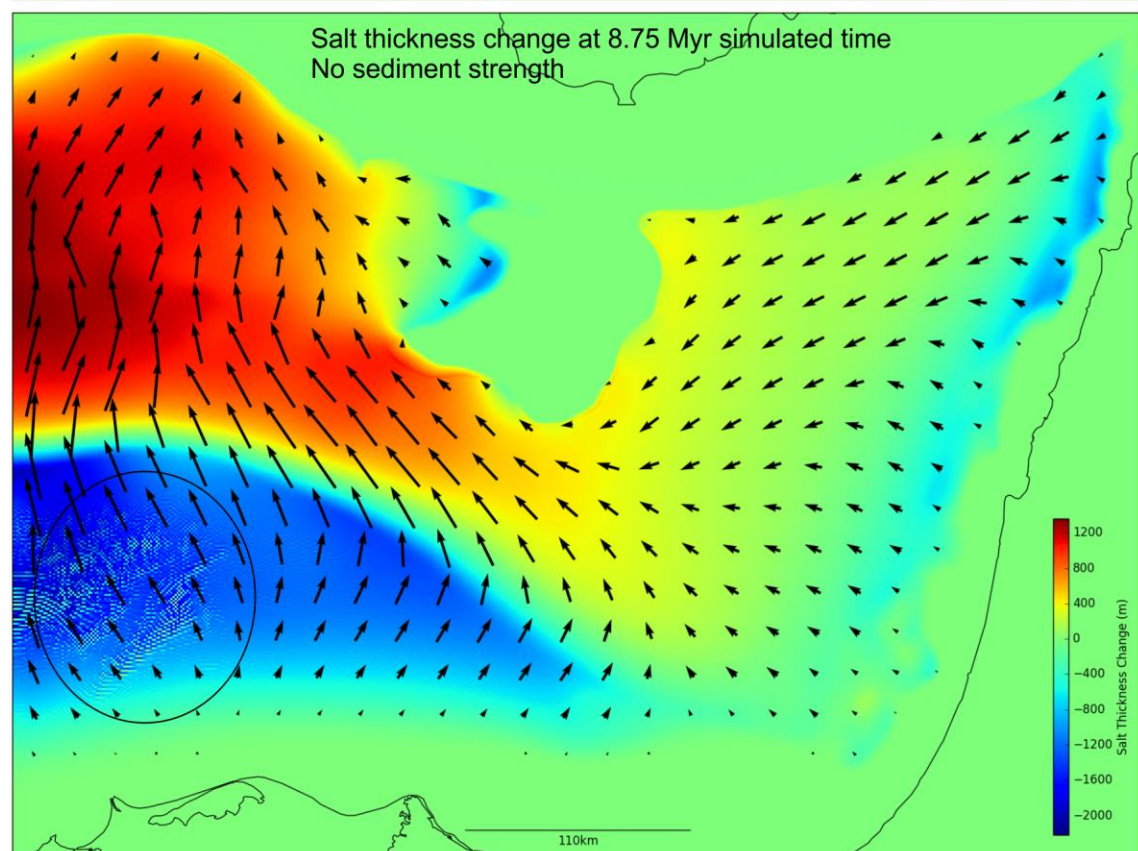 Salt thickness change at 8.75 Myr simulated time
No sediment strength
1200
800
400
0
−400
−800
−1200
−1600
−2000
Salt Thickness Change (m)
110km